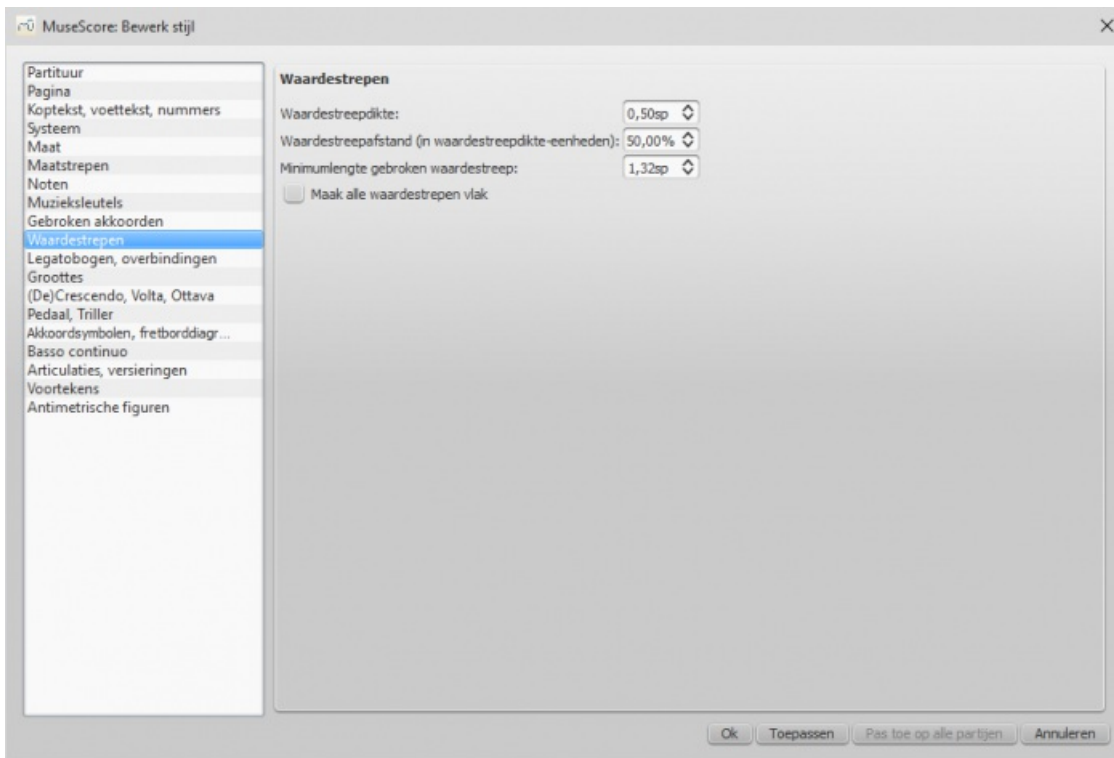 MuseScore: Bewerk stijl
Partituur
Pagina
Koptekst, voettekst, nummers
Systeem
Maat
Maatstrepen
Noten
Muzieksleutels
Gebroken akkoorden
Waardestrepen
Legatobogen, overbindingen
Groottes
(De)Crescendo, Volta, Ottava
Pedaal, Triller
Akkoordsymbolen, fretborddiagr...
Basso continuo
Articulaties, versieringen
Voortekens
Antimetrische figuren
Waardestrepen
Waardestreepdikte: 0,50sp
Waardestreepafstand (in waardestreepdikte-eenheden): 50,00%
Minimumlengte gebroken waardestreep: 1,32sp
Maak alle waardestrepen vlak
Ok Toepassen Pas toe op alle partijen Annuleren